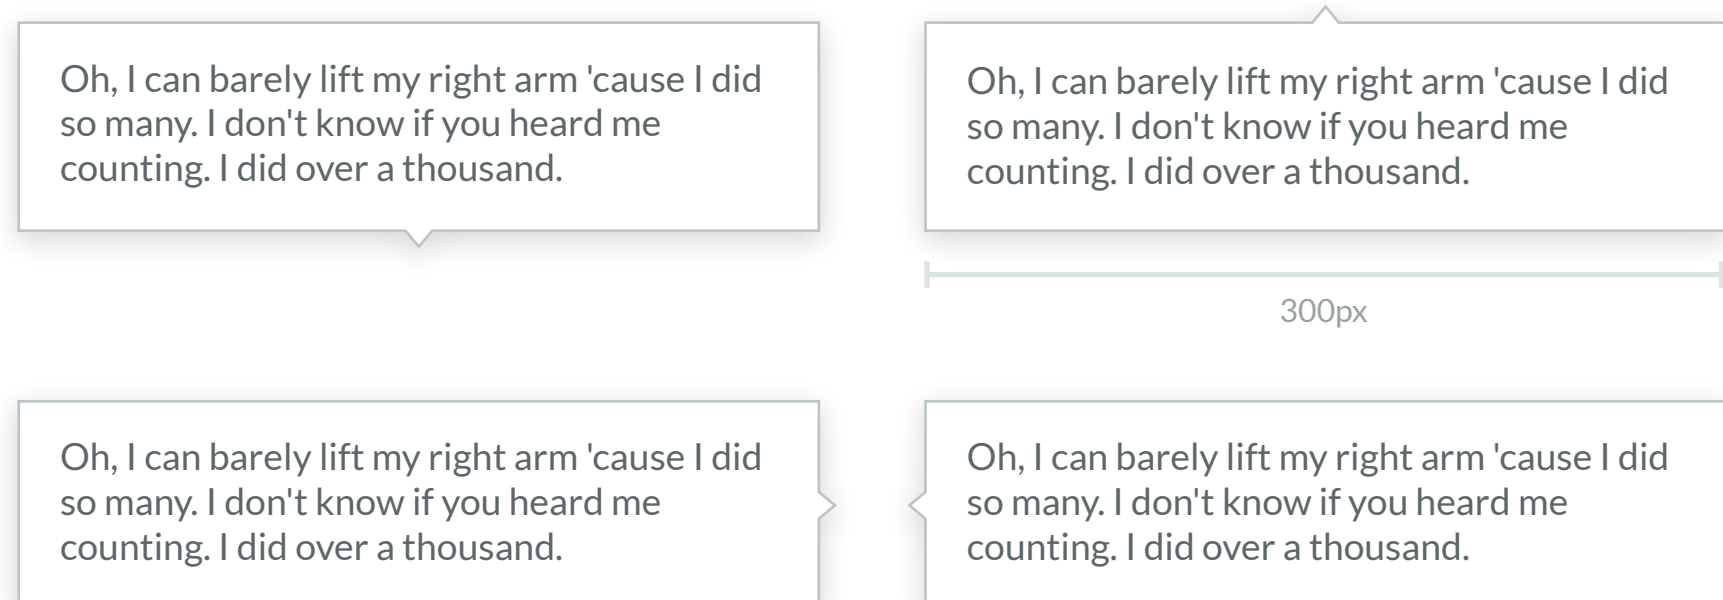 Oh, I can barely lift my right arm 'cause I did
so many. I don't know if you heard me
counting. I did over a thousand.
Oh, I can barely lift my right arm 'cause I did
so many. I don't know if you heard me
counting. I did over a thousand.
300px
Oh, I can barely lift my right arm 'cause I did
so many. I don't know if you heard me
counting. I did over a thousand.
Oh, I can barely lift my right arm 'cause I did
so many. I don't know if you heard me
counting. I did over a thousand.